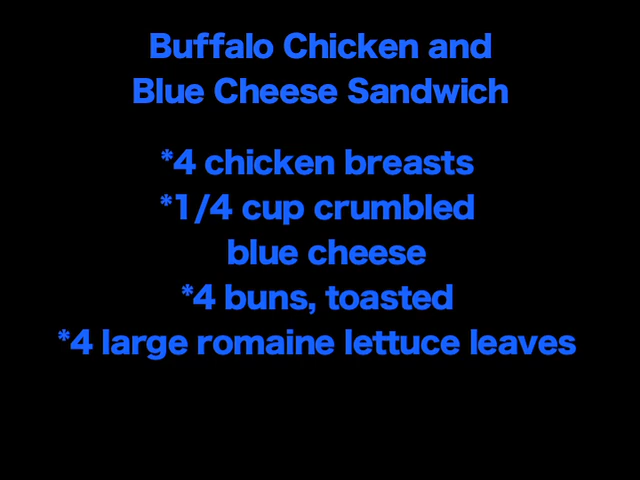 Buffalo Chicken and
Blue Cheese Sandwich
*4 chicken breasts
*1/4 cup crumbled
blue cheese
*4 buns, toasted
*4 large romaine lettuce leaves